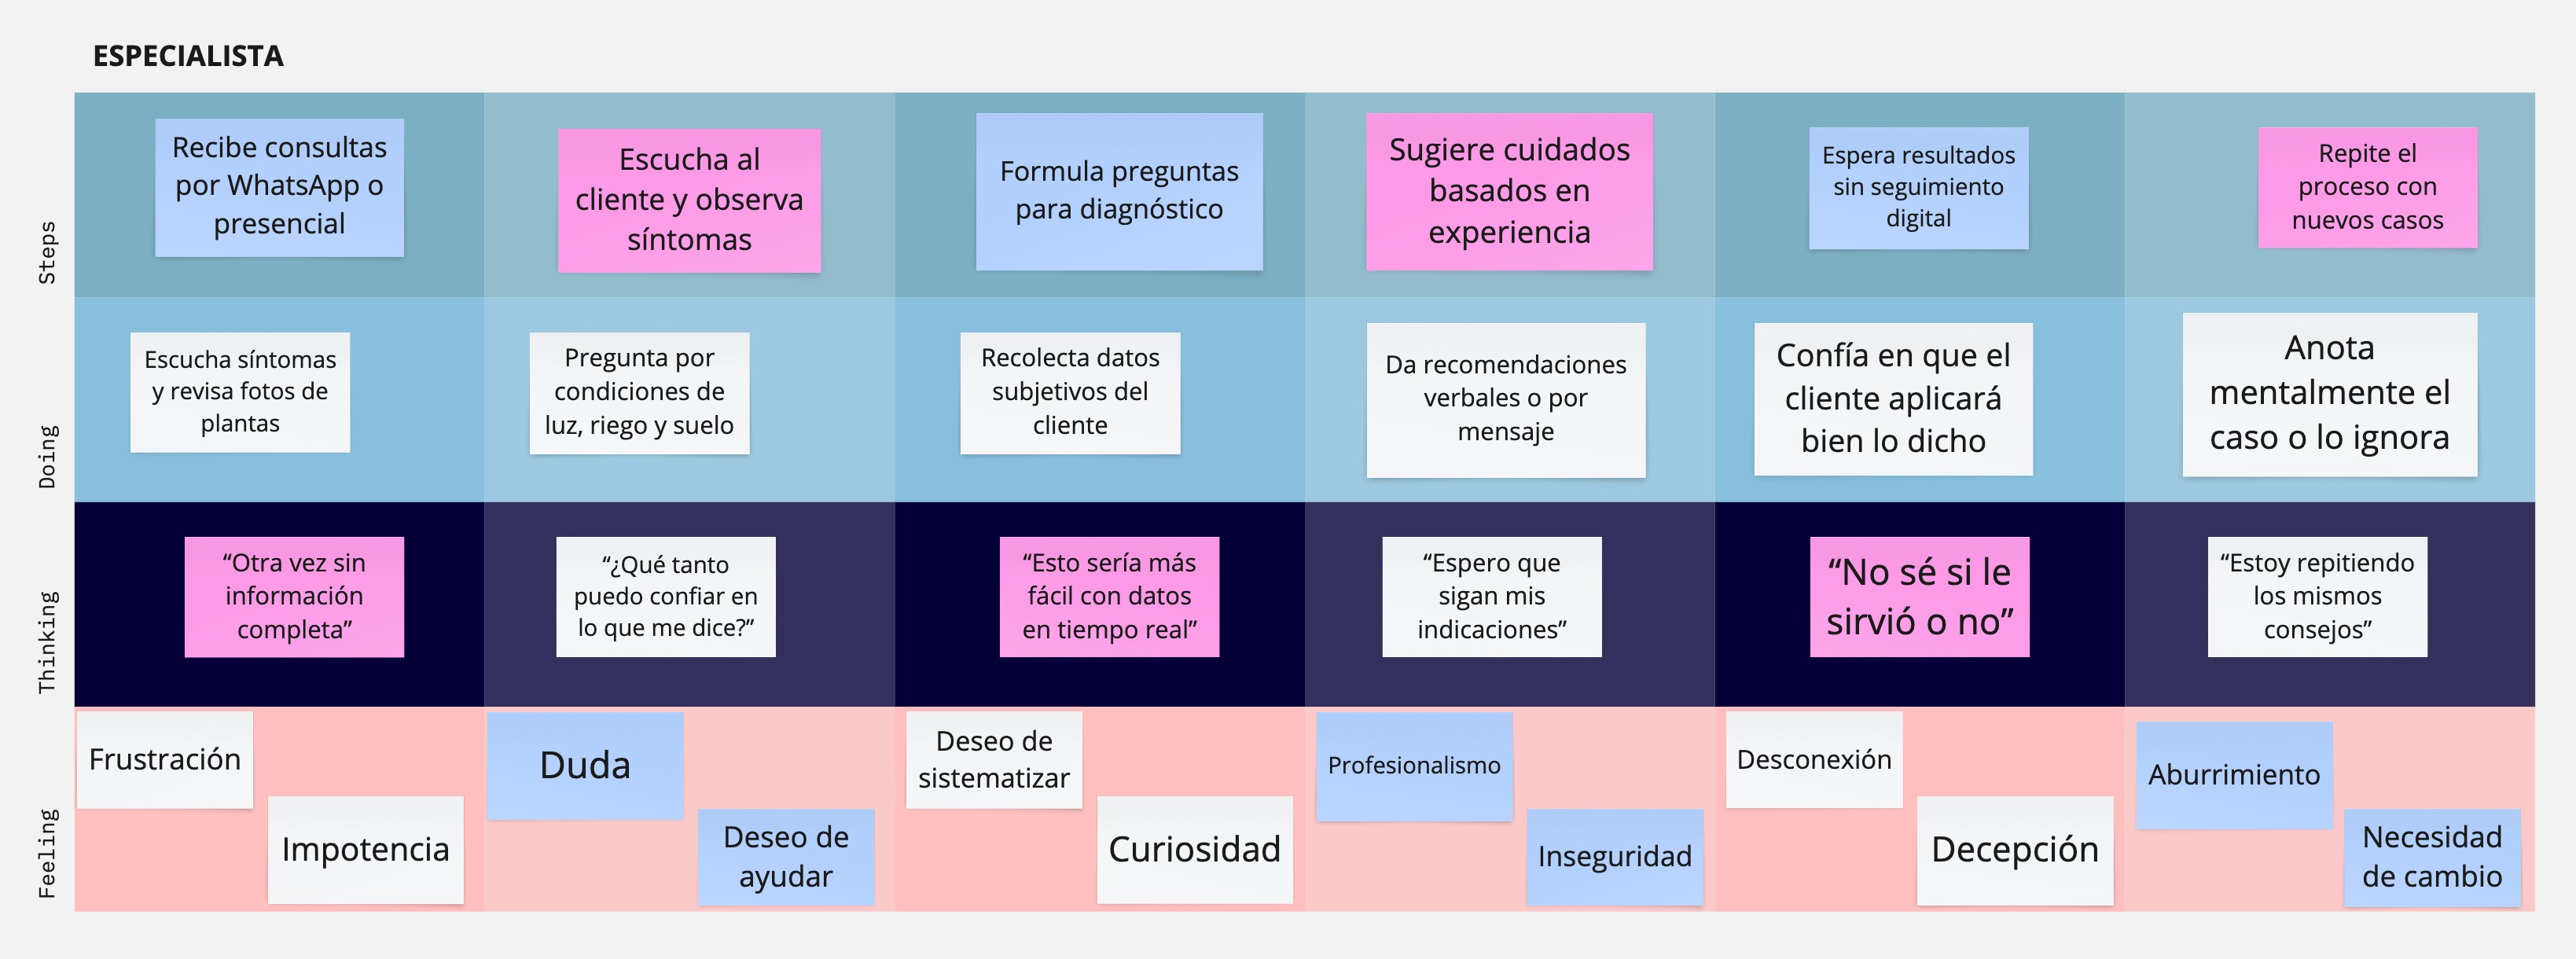 ESPECIALISTA
Steps
Recibe consultas
por WhatsApp o
presencial
Escucha al
cliente y observa
síntomas
Formula preguntas
para diagnóstico
Sugiere cuidados
basados en
experiencia
Espera resultados
sin seguimiento
digital
Repite el
proceso con
nuevos casos
Doing
Escucha síntomas
y revisa fotos de
plantas
Pregunta por
condiciones de
luz, riego y suelo
Recolecta datos
subjetivos del
cliente
Da recomendaciones
verbales o por
mensaje
Confía en que el
cliente aplicará
bien lo dicho
Anota
mentalmente el
caso o lo ignora
Thinking
“Otra vez sin
información
completa”
“¿Qué tanto
puedo confiar en
lo que me dice?”
“Esto sería más
fácil con datos
en tiempo real”
“Espero que
sigan mis
indicaciones”
“No sé si le
sirvió o no”
“Estoy repitiendo
los mismos
consejos”
Feeling
Frustración
Impotencia
Duda
Deseo de
ayudar
Deseo de
sistematizar
Curiosidad
Profesionalismo
Inseguridad
Desconexión
Decepción
Aburrimiento
Necesidad
de cambio